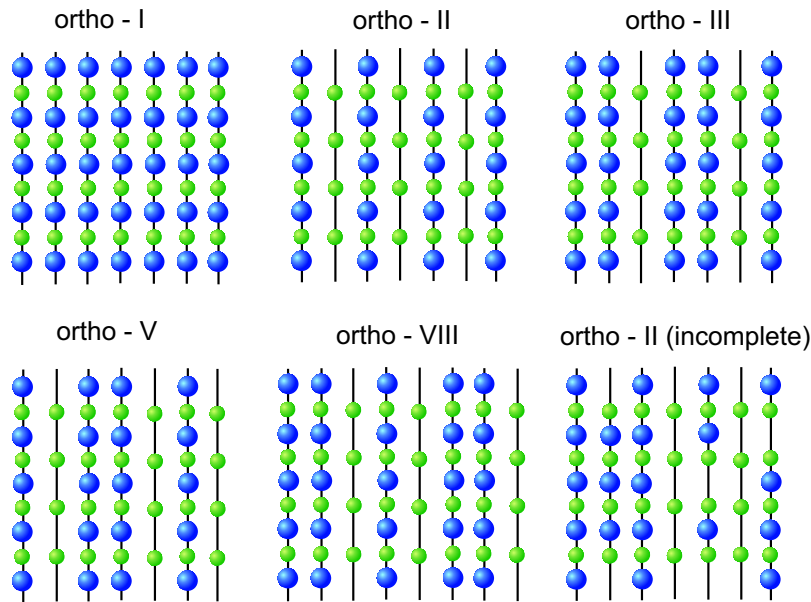 ortho - I
ortho - II
ortho - III
ortho - V
ortho - VIII
ortho - II (incomplete)